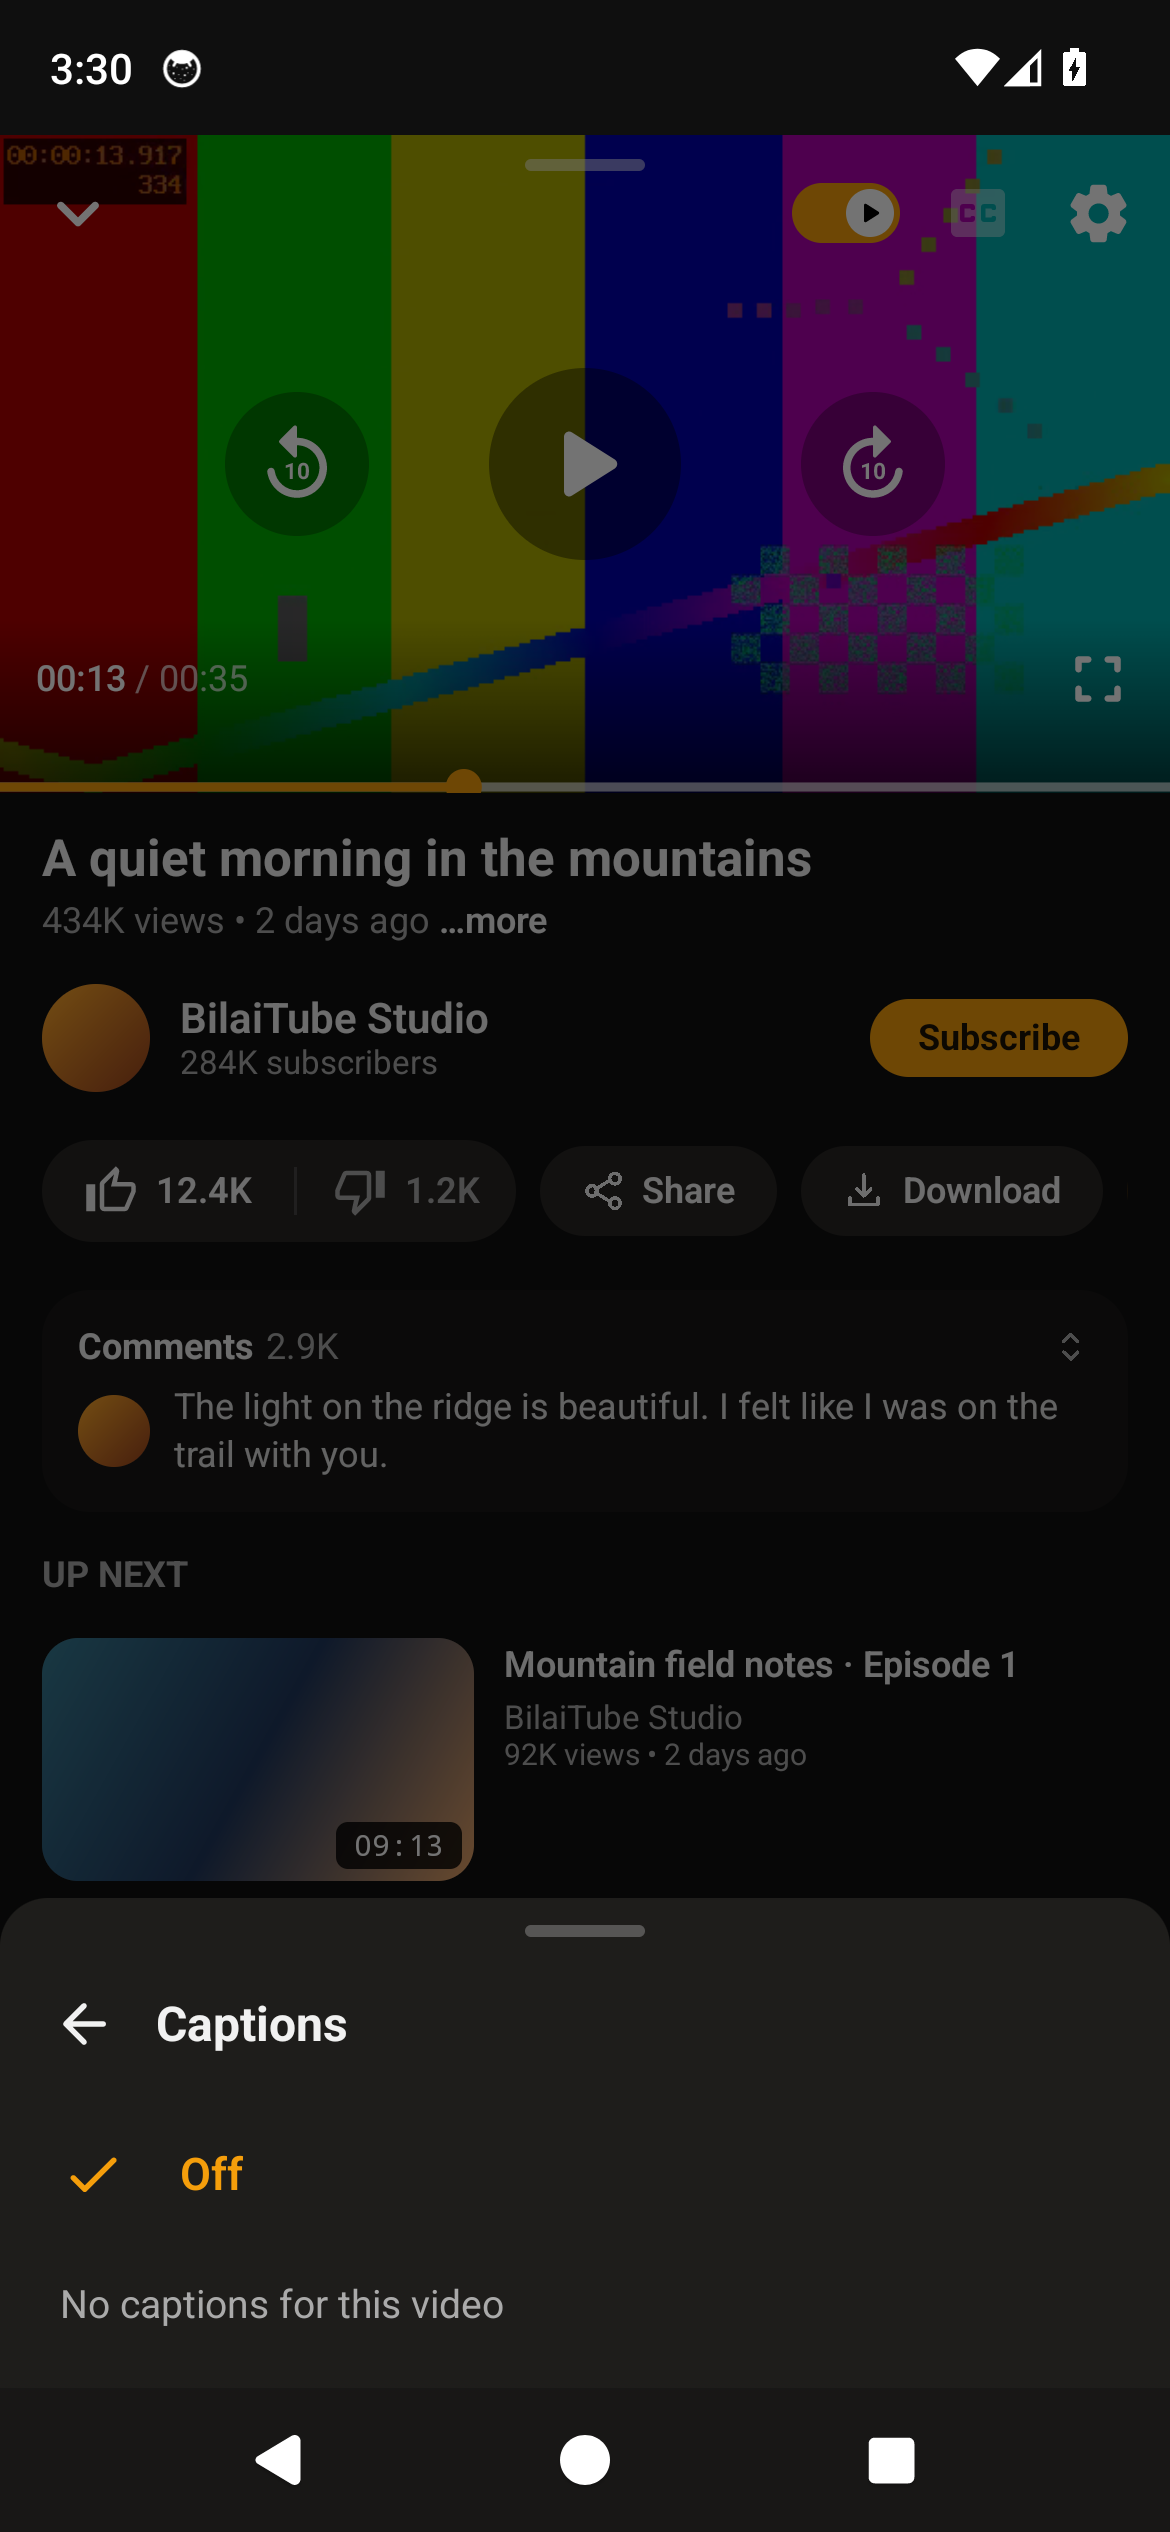 3:30
00:00:13.917
334
CC
10
10
00:13 / 00:35
A quiet morning in the mountains
434K views • 2 days ago ...more
BilaiTube Studio
284K subscribers
Subscribe
12.4K
1.2K
Share
Download
Comments 2.9K
The light on the ridge is beautiful. I felt like I was on the
trail with you.
UP NEXT
Mountain field notes · Episode 1
BilaiTube Studio
92K views • 2 days ago
09:13
Captions
Off
No captions for this video